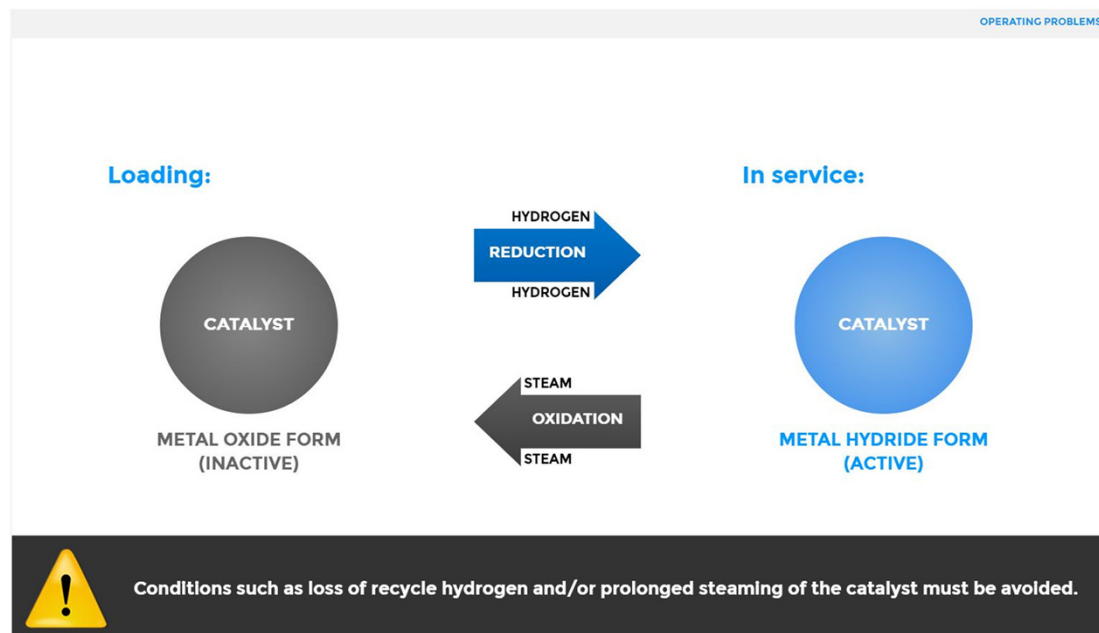 OPERATING PROBLEMS
Loading:
In service:
HYDROGEN
REDUCTION
HYDROGEN
CATALYST
CATALYST
STEAM
OXIDATION
STEAM
METAL OXIDE FORM
(INACTIVE)
METAL HYDRIDE FORM
(ACTIVE)
Conditions such as loss of recycle hydrogen and/or prolonged steaming of the catalyst must be avoided.